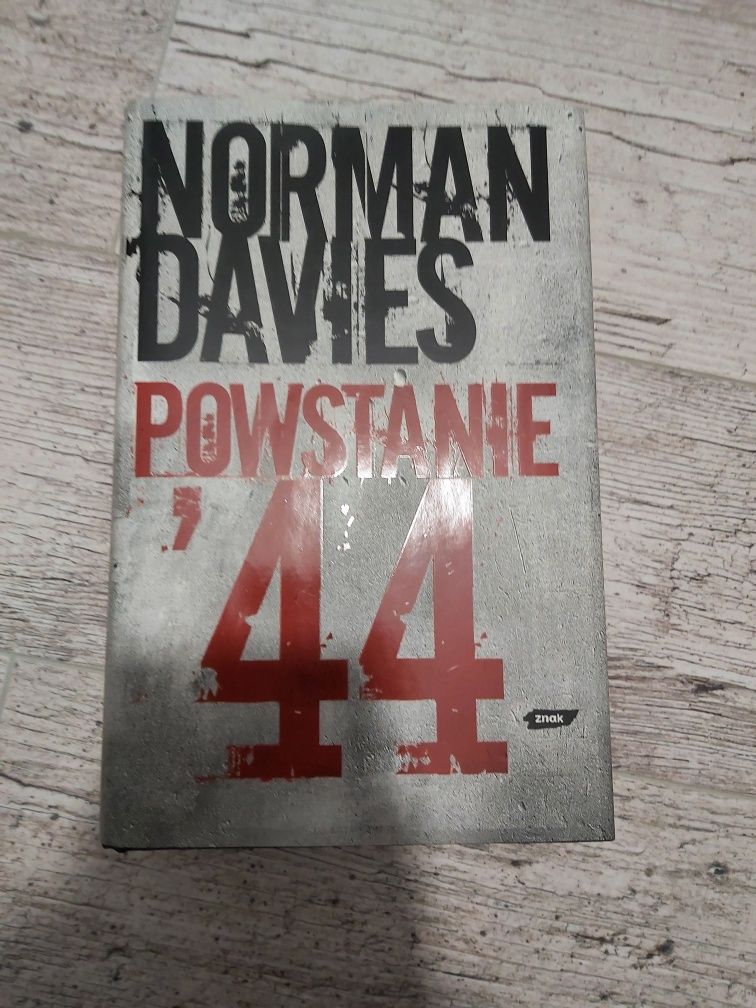 NORMAN
DAVIES
POWSTANIE
'44
znak